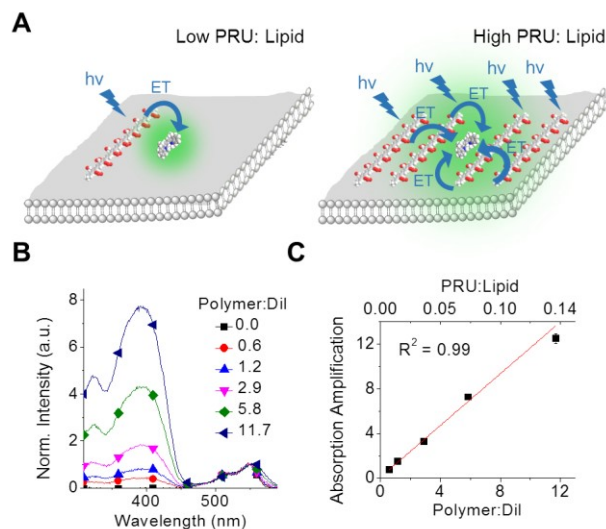 A
Low PRU: Lipid
High PRU: Lipid
hν
ET
hν
hν
hν
hν
ET
ET
ET
ET
B
Norm. Intensity (a.u.)
8
6
4
2
0
400
500
Wavelength (nm)
Polymer:DiI
0.0
0.6
1.2
2.9
5.8
11.7
C
PRU:Lipid
0.00
0.05
0.10
0.14
Absorption Amplification
12
8
4
0
R² = 0.99
0
4
8
12
Polymer:DiI